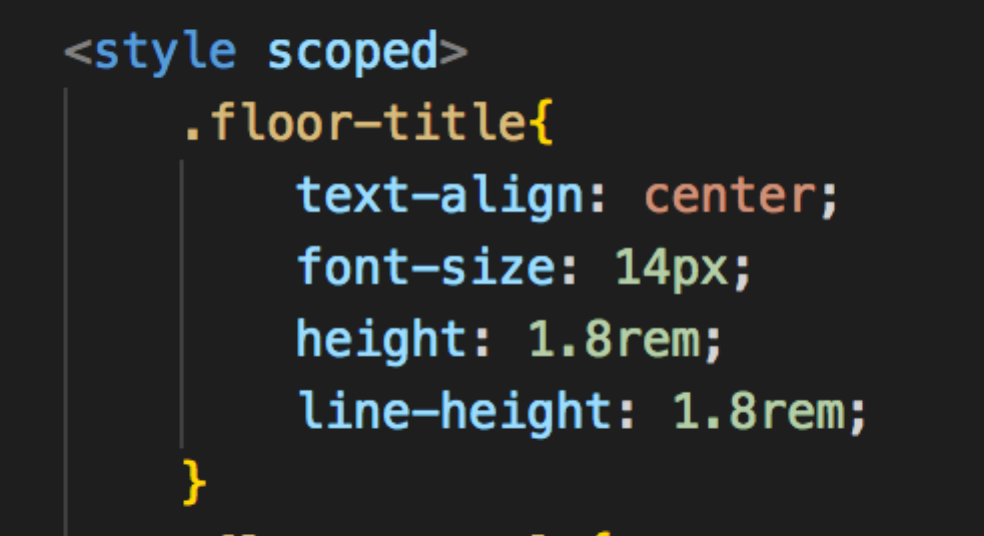 <style scoped>
.floor-title{
text-align: center;
font-size: 14px;
height: 1.8rem;
line-height: 1.8rem;
}